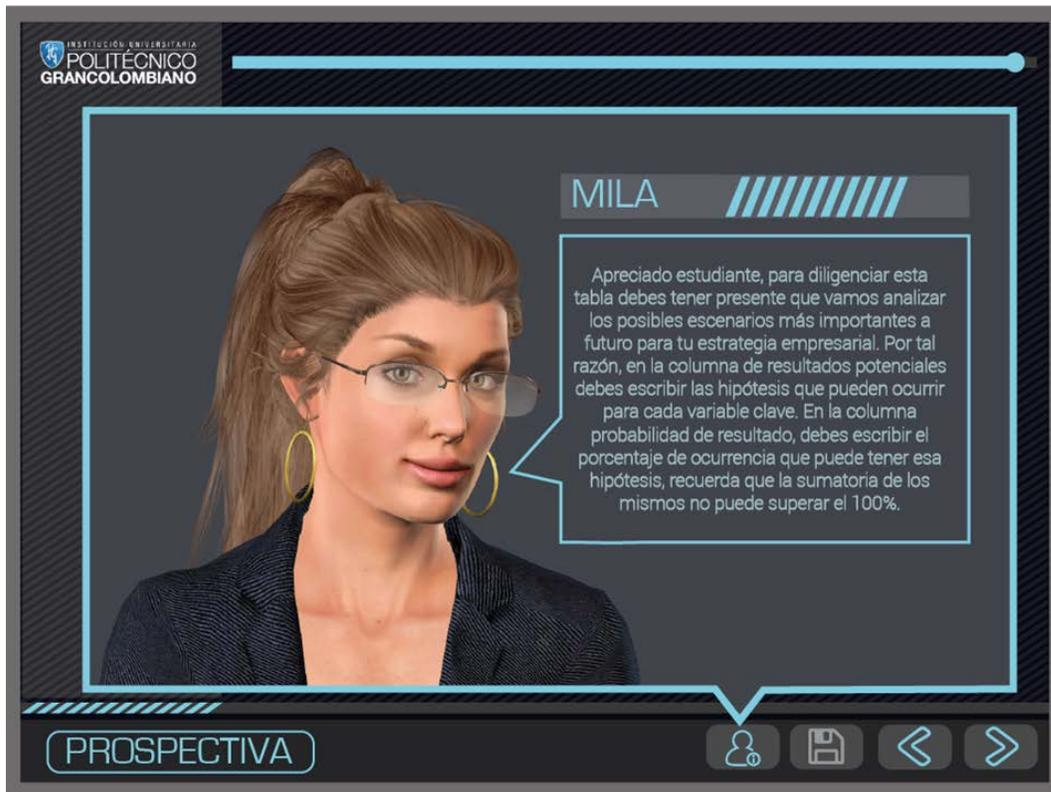 INSTITUCIÓN UNIVERSITARIA
POLITÉCNICO
GRANCOLOMBIANO
MILA
Apreciado estudiante, para diligenciar esta
tabla debes tener presente que vamos analizar
los posibles escenarios más importantes a
futuro para tu estrategia empresarial. Por tal
razón, en la columna de resultados potenciales
debes escribir las hipótesis que pueden ocurrir
para cada variable clave. En la columna
probabilidad de resultado, debes escribir el
porcentaje de ocurrencia que puede tener esa
hipótesis, recuerda que la sumatoria de los
mismos no puede superar el 100%.
PROSPECTIVA